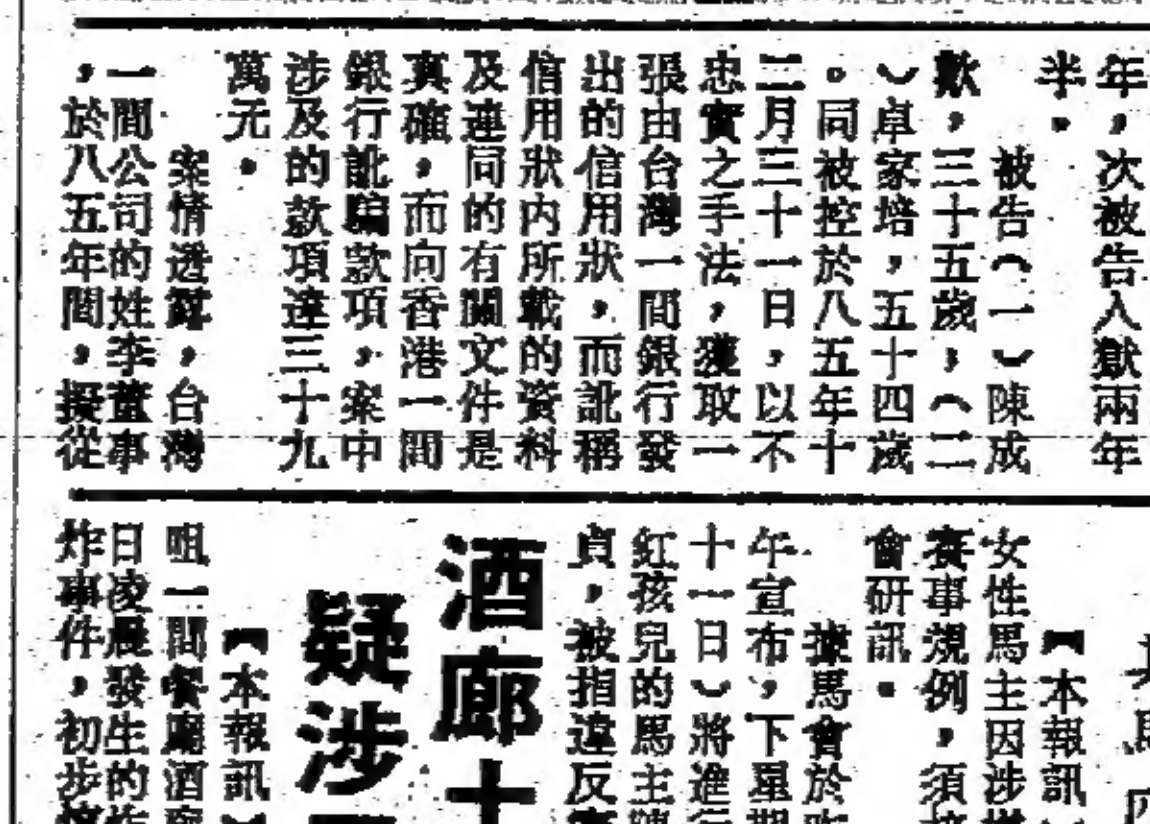 年，次被告入獄兩年
半。
被告（一）陳成
歡，三十五歲，（二
）卓家培，五十四歲
。同被控於八五年十
二月三十一日，以不
忠實之手法，獲取一
張由台灣一間銀行發
出的信用狀，而訛稱
信用狀內所載的資料
及連同的有關文件是
真確，而向香港一間
銀行訛騙款項，案中
涉及的款項達三十九
萬元。
案情透露，台灣
一間公司的姓李董事
，於八五年間，擬從
【本報訊】
女性馬主因涉
賽事規例，須
會研訊。
據馬會於昨
午宣布，下星期
十一日）將進行
紅孩兒的馬主陳
貞，被指違反賽
酒廊
疑涉
【本報訊】
咀一間餐廳酒廊
日凌晨發生的炸
炸事件，初步